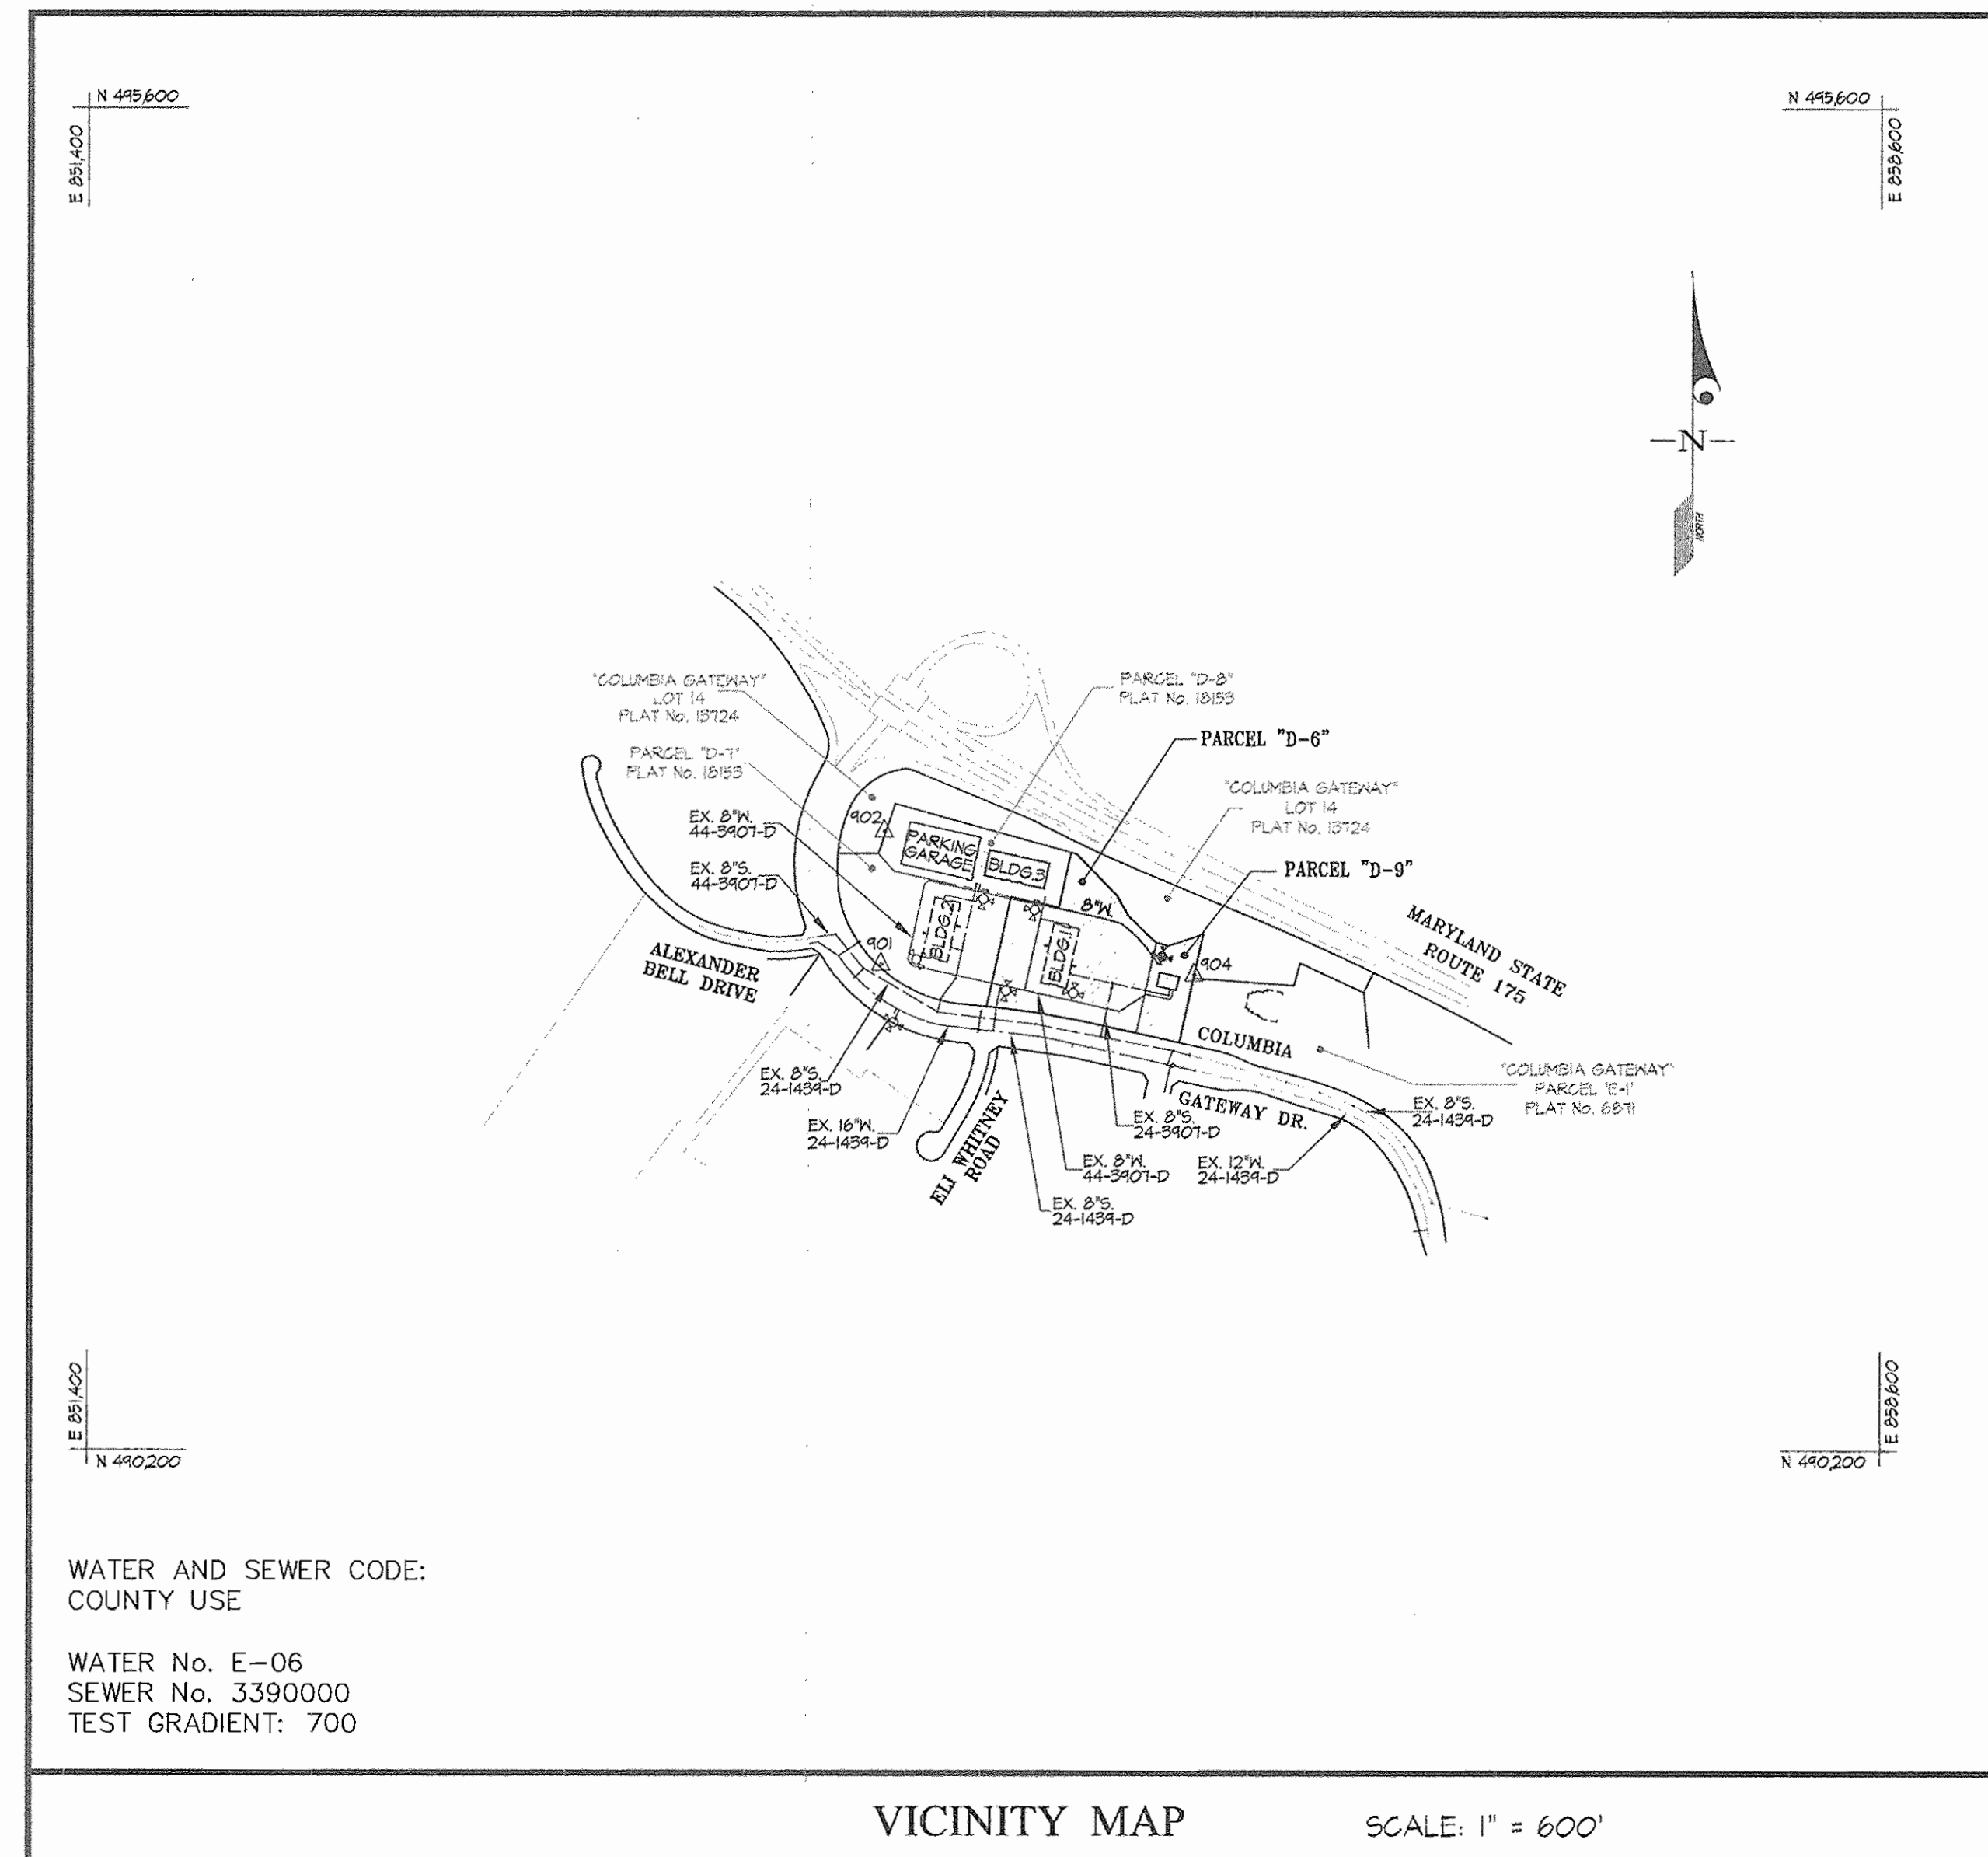 N 495,600
N 495,600
E 851,400
E 858,600
N
NORTH
"COLUMBIA GATEWAY"
LOT 14
PLAT No. 13724
PARCEL "D-8"
PLAT No. 18153
PARCEL "D-6"
PARCEL "D-7"
PLAT No. 18153
"COLUMBIA GATEWAY"
LOT 14
PLAT No. 13724
EX. 8"W.
44-3907-D
902
PARKING
GARAGE
BLDG.3
PARCEL "D-9"
EX. 8"S.
44-3907-D
8"W.
BLDG.2
BLDG.1
901
904
MARYLAND STATE
ROUTE 175
ALEXANDER
BELL DRIVE
COLUMBIA
GATEWAY DR.
EX. 8"S.
24-1439-D
"COLUMBIA GATEWAY"
PARCEL 'E-1'
PLAT No. 6871
EX. 8"S.
24-1439-D
EX. 16"W.
24-1439-D
EX. 8"S.
24-3907-D
ELI WHITNEY
ROAD
EX. 8"W.
44-3907-D
EX. 12"W.
24-1439-D
EX. 8"S.
24-1439-D
E 851,400
E 858,600
N 490,200
N 490,200
WATER AND SEWER CODE:
COUNTY USE
WATER No. E-06
SEWER No. 3390000
TEST GRADIENT: 700
VICINITY MAP
SCALE: 1" = 600'